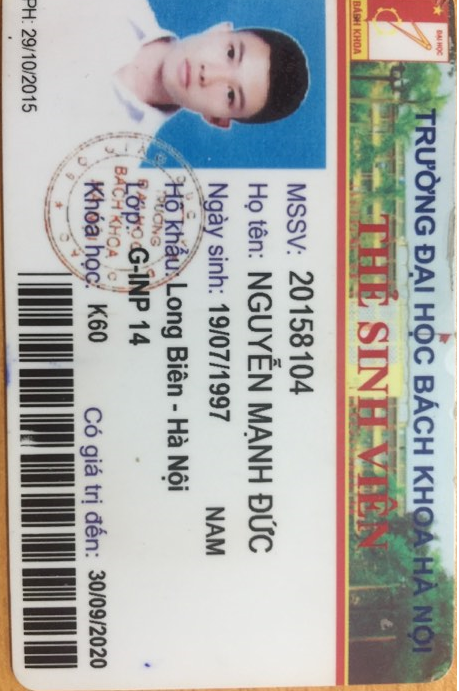 TRƯỜNG ĐẠI HỌC BÁCH KHOA HÀ NỘI
THẺ SINH VIÊN
ĐẠI HỌC
BÁCH KHOA
MSSV: 20158104
Họ tên: NGUYỄN MẠNH ĐỨC
Ngày sinh: 19/07/1997 NAM
Hộ khẩu: Long Biên - Hà Nội
Lớp: G-INP 14
Khóa học: K60 Có giá trị đến: 30/09/2020
PH: 29/10/2015
TRƯỜNG
ĐẠI HỌC
BÁCH KHOA